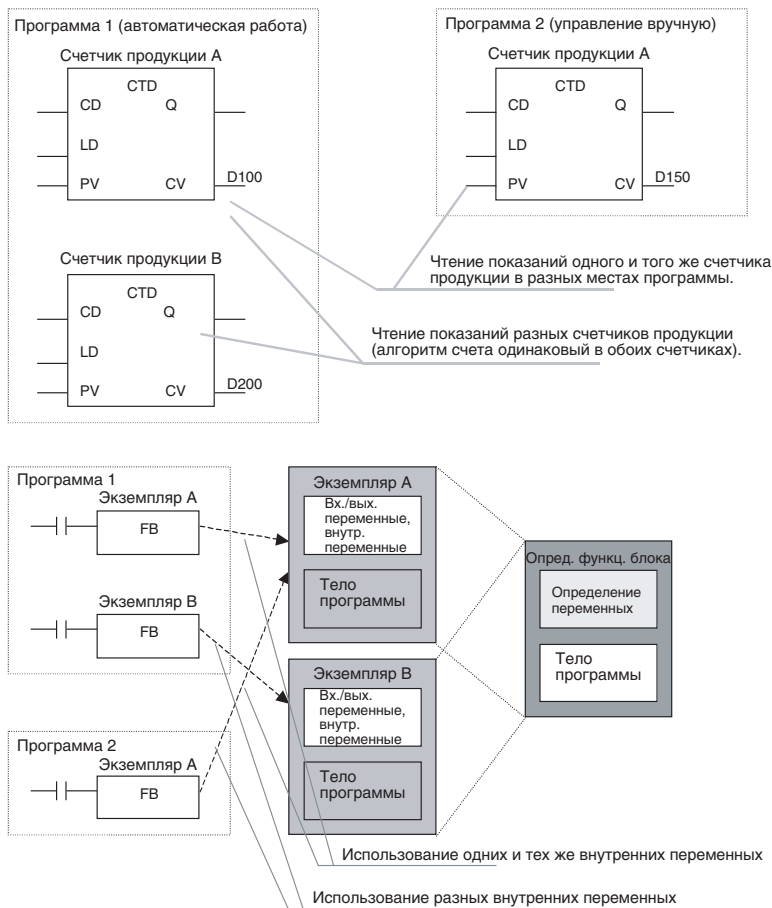 Программа 1 (автоматическая работа)
Счетчик продукции A
CTD
CD Q
LD
PV CV D100
Счетчик продукции B
CTD
CD Q
LD
PV CV D200
Программа 2 (управление вручную)
Счетчик продукции A
CTD
CD Q
LD
PV CV D150
Чтение показаний одного и того же счетчика
продукции в разных местах программы.
Чтение показаний разных счетчиков продукции
(алгоритм счета одинаковый в обоих счетчиках).
Программа 1
Экземпляр A
FB
Экземпляр B
FB
Программа 2
Экземпляр A
FB
Экземпляр A
Вх./вых.
переменные,
внутр.
переменные
Тело
программы
Экземпляр B
Вх./вых.
переменные,
внутр.
переменные
Тело
программы
Опред. функц. блока
Определение
переменных
Тело
программы
Использование одних и тех же внутренних переменных
Использование разных внутренних переменных